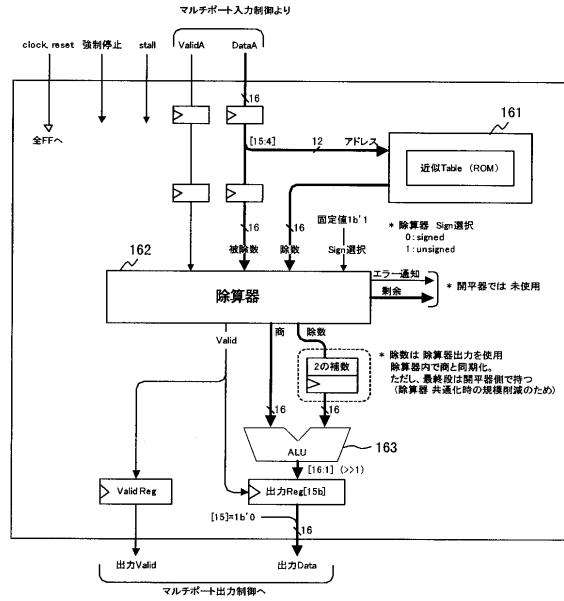 マルチポート入力制御より
clock, reset 強制停止 stall ValidA DataA
16
161
全FFへ
[15:4] 12 アドレス
近似Table (ROM)
16 16
固定値1b'1
被除数 除数 Sign選択
* 除算器 Sign選択
0:signed
1:unsigned
162
除算器
エラー通知
剰余
* 開平器では 未使用
Valid 商 除数
2の補数
* 除数は 除算器出力を使用
除算器内で商と同期化。
ただし、最終段は開平器側で持つ
(除算器 共通化時の規模削減のため)
16 16
ALU
163
[16:1] (>>1)
Valid Reg 出力Reg[15b]
[15]=1b'0
16
出力Valid 出力Data
マルチポート出力制御へ